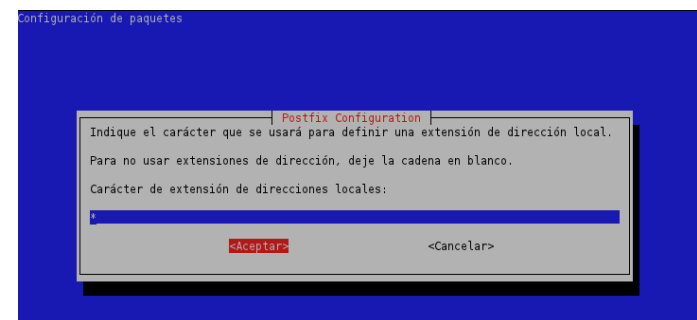 Configuración de paquetes
Postfix Configuration
Indique el carácter que se usará para definir una extensión de dirección local.
Para no usar extensiones de dirección, deje la cadena en blanco.
Carácter de extensión de direcciones locales:
*
<Aceptar> <Cancelar>